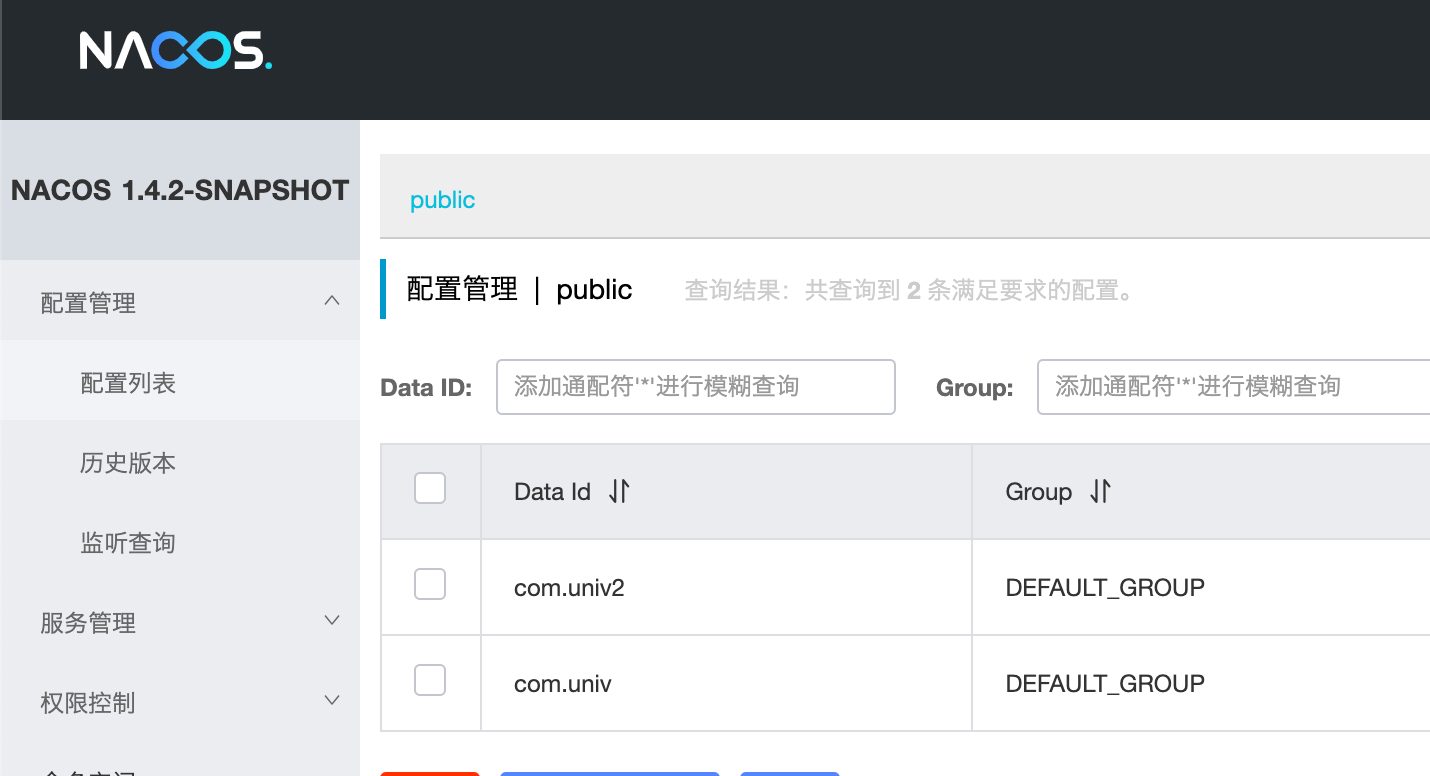 NACOS.
NACOS 1.4.2-SNAPSHOT
public
配置管理 | public 查询结果：共查询到 2 条满足要求的配置。
配置管理
配置列表
Data ID: 添加通配符'*'进行模糊查询 Group: 添加通配符'*'进行模糊查询
历史版本
Data Id Group
监听查询
com.univ2 DEFAULT_GROUP
服务管理
com.univ DEFAULT_GROUP
权限控制